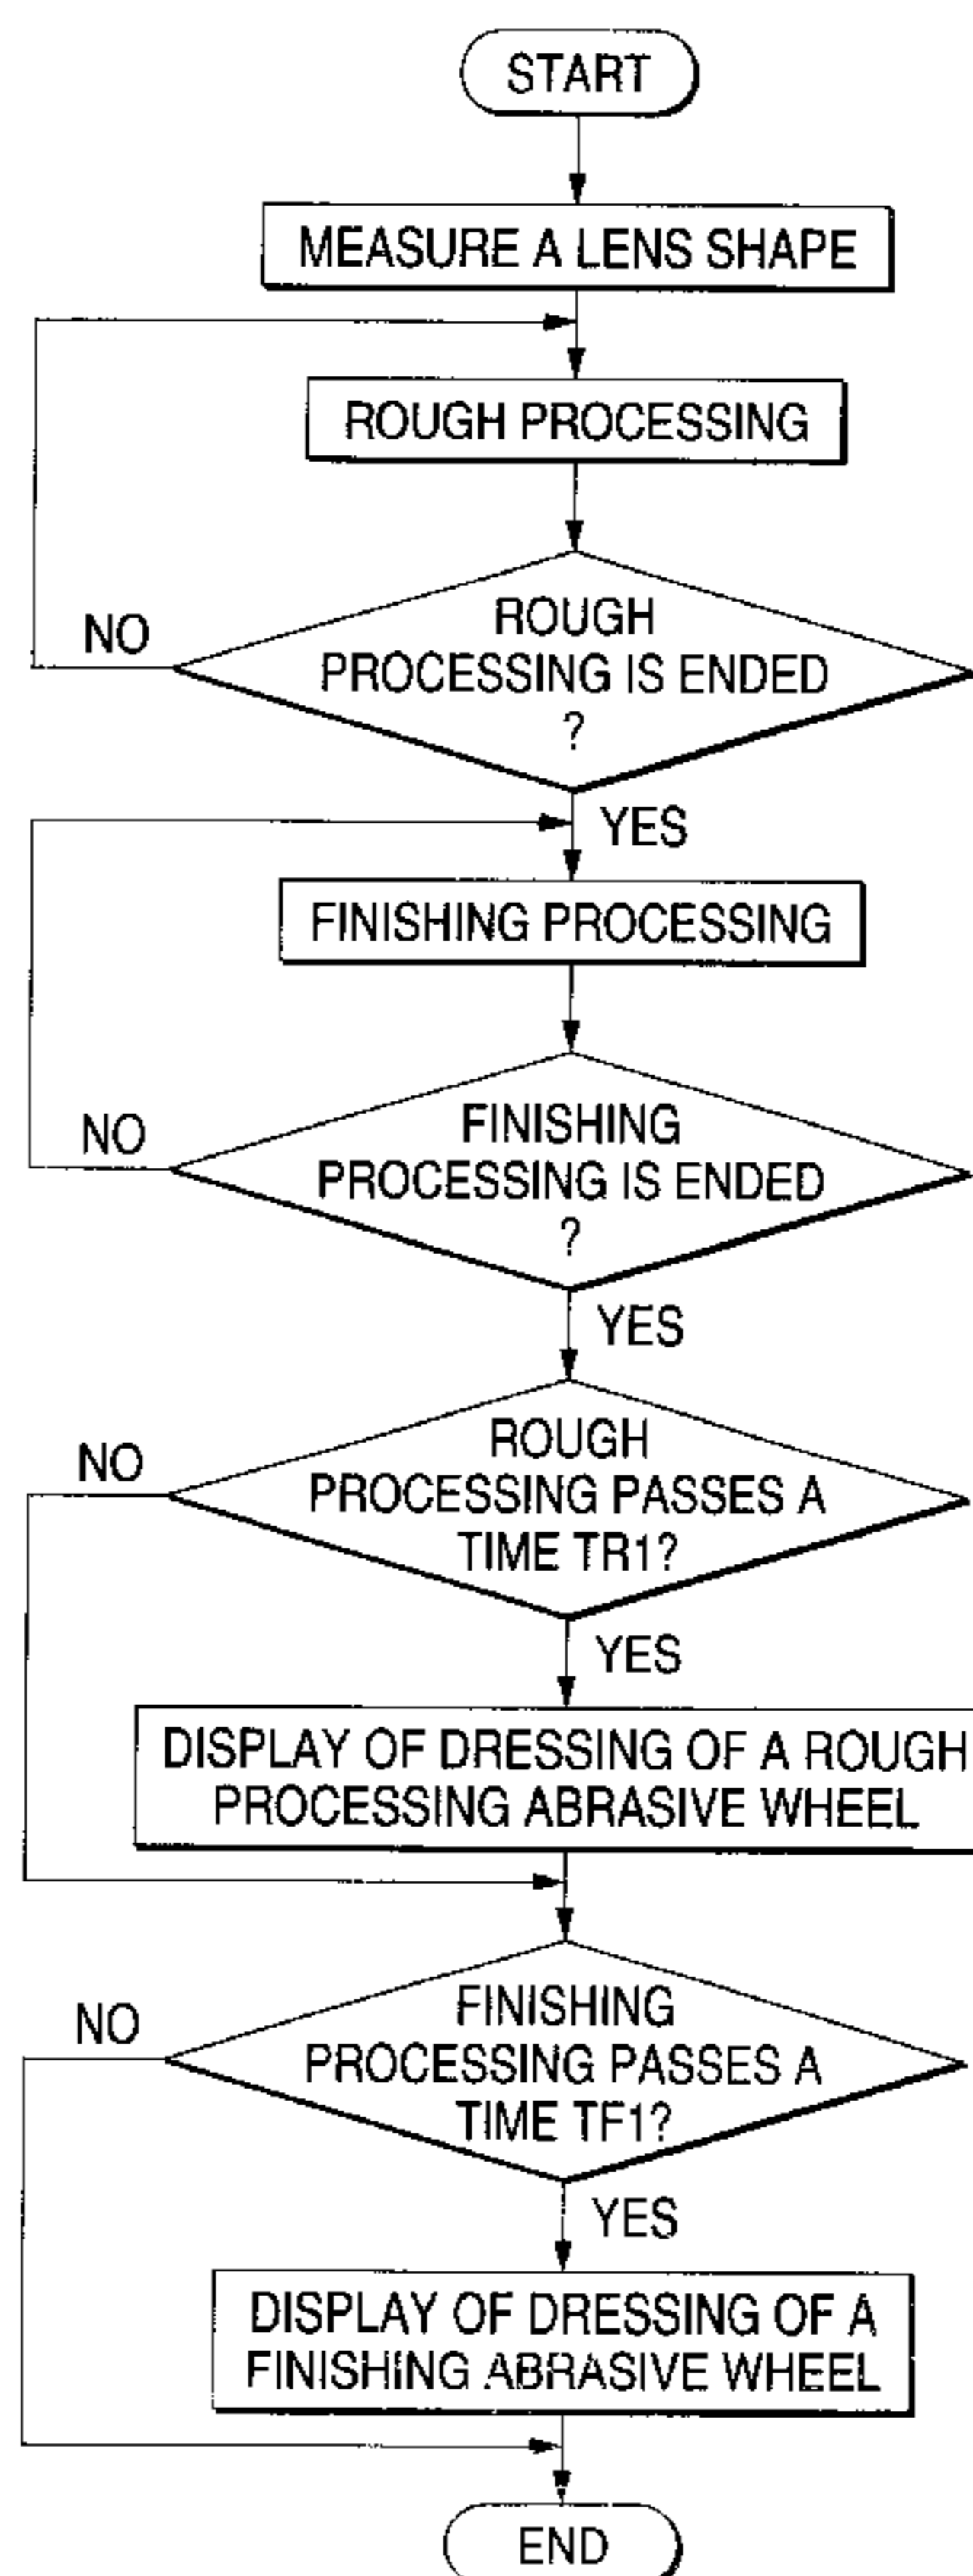 START
MEASURE A LENS SHAPE
ROUGH PROCESSING
NO
ROUGH
PROCESSING IS ENDED
?
YES
FINISHING PROCESSING
NO
FINISHING
PROCESSING IS ENDED
?
YES
NO
ROUGH
PROCESSING PASSES A
TIME TR1?
YES
DISPLAY OF DRESSING OF A ROUGH
PROCESSING ABRASIVE WHEEL
NO
FINISHING
PROCESSING PASSES A
TIME TF1?
YES
DISPLAY OF DRESSING OF A
FINISHING ABRASIVE WHEEL
END